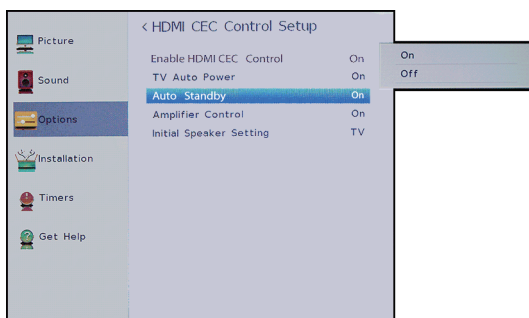 Picture
Sound
Options
Installation
Timers
Get Help
< HDMI CEC Control Setup
Enable HDMI CEC Control On
TV Auto Power On
Auto Standby On
Amplifier Control On
Initial Speaker Setting TV
On
Off